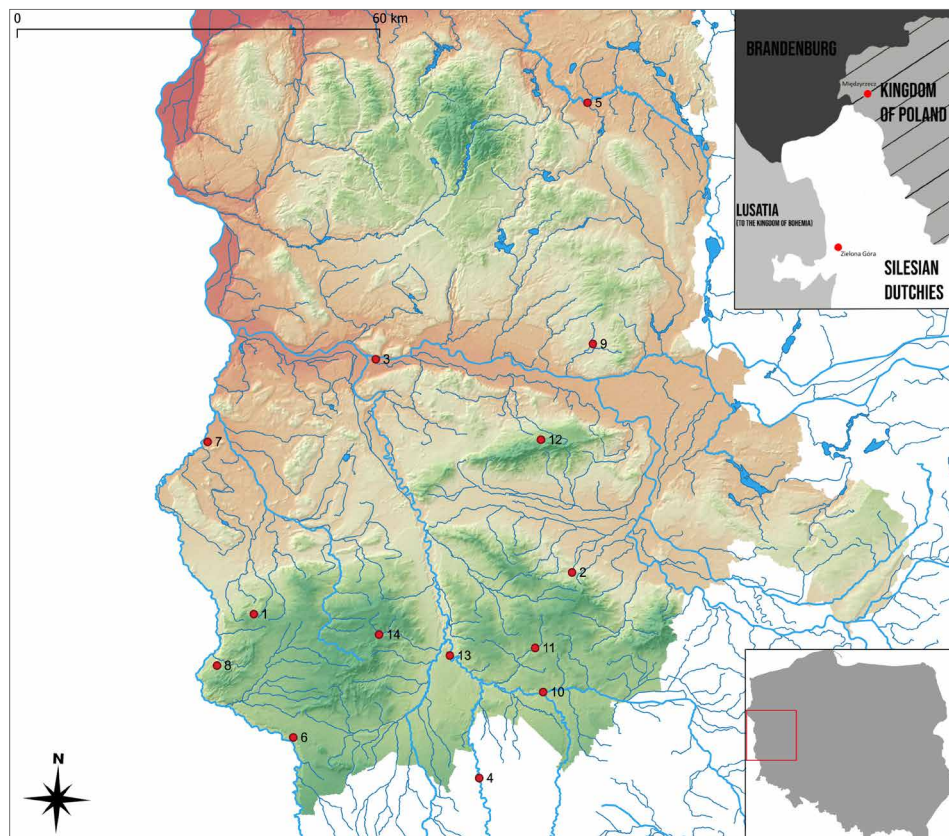 0
60 km
5
9
3
7
12
2
1
14
13
11
8
10
6
4
N
BRANDENBURG
Międzyrzecz
KINGDOM
OF POLAND
LUSATIA
(TO THE KINGDOM OF BOHEMIA)
Zielona Góra
SILESIAN
DUTCHIES